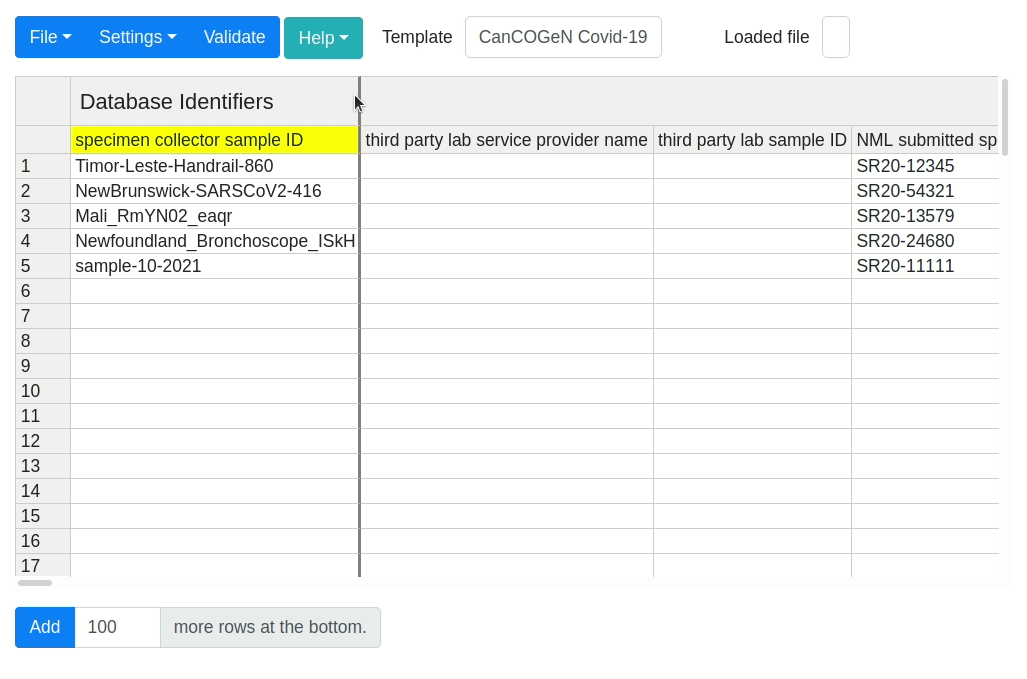 File Settings Validate Help Template CanCOGeN Covid-19 Loaded file
Database Identifiers
specimen collector sample ID third party lab service provider name third party lab sample ID NML submitted sp
1 Timor-Leste-Handrail-860 SR20-12345
2 NewBrunswick-SARSCoV2-416 SR20-54321
3 Mali_RmYN02_eaqr SR20-13579
4 Newfoundland_Bronchoscope_ISkH SR20-24680
5 sample-10-2021 SR20-11111
6
7
8
9
10
11
12
13
14
15
16
17
Add 100 more rows at the bottom.